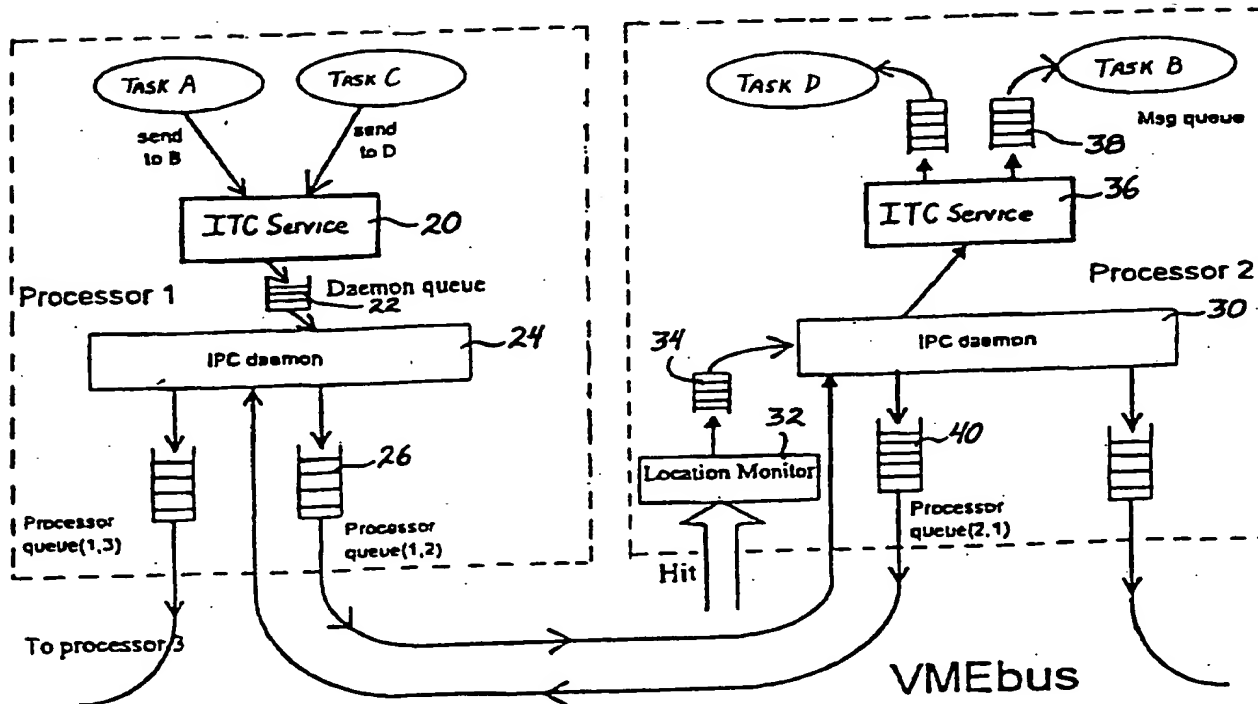 TASK A
TASK C
send
to B
send
to D
ITC Service
20
Daemon queue
22
Processor 1
24
IPC daemon
26
Processor
queue(1,3)
Processor
queue(1,2)
To processor 3
TASK D
TASK B
Msg queue
38
36
ITC Service
Processor 2
30
IPC daemon
34
32
Location Monitor
40
Processor
queue(2,1)
Hit
VMEbus